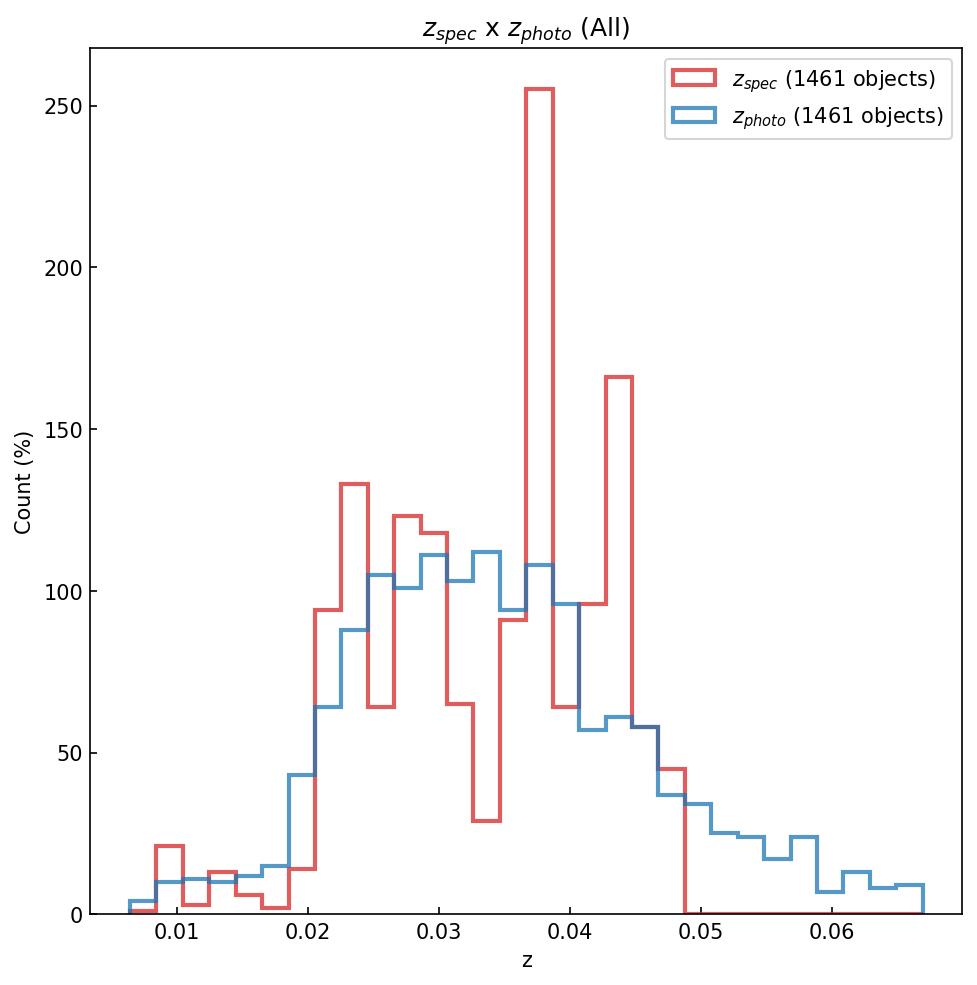 z_spec x z_photo (All)
z_spec (1461 objects)
z_photo (1461 objects)
Count (%)
250
200
150
100
50
0
0.01 0.02 0.03 0.04 0.05 0.06
z